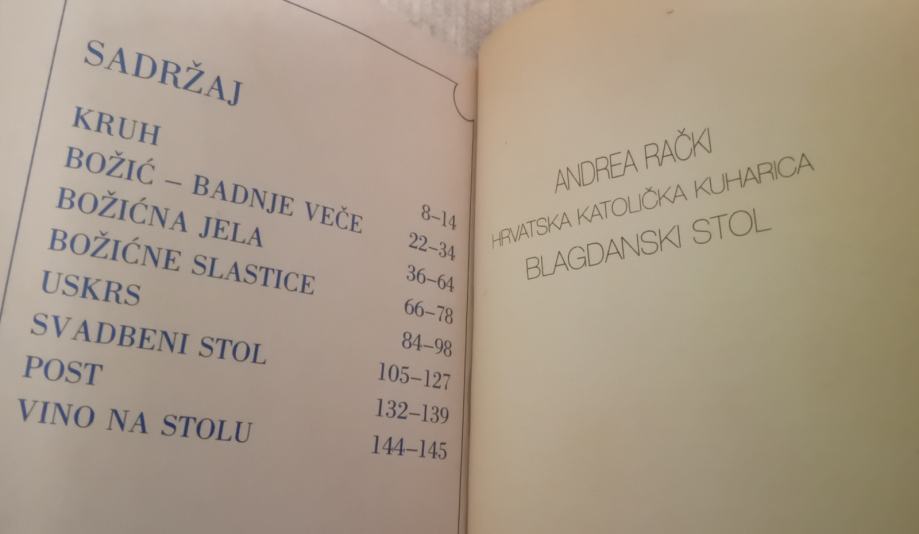 SADRŽAJ
KRUH 8–14
BOŽIĆ – BADNJE VEČE 22–34
BOŽIĆNA JELA 36–64
BOŽIĆNE SLASTICE 66–78
USKRS 84–98
SVADBENI STOL 105–127
POST 132–139
VINO NA STOLU 144–145
ANDREA RAČKI
HRVATSKA KATOLIČKA KUHARICA
BLAGDANSKI STOL